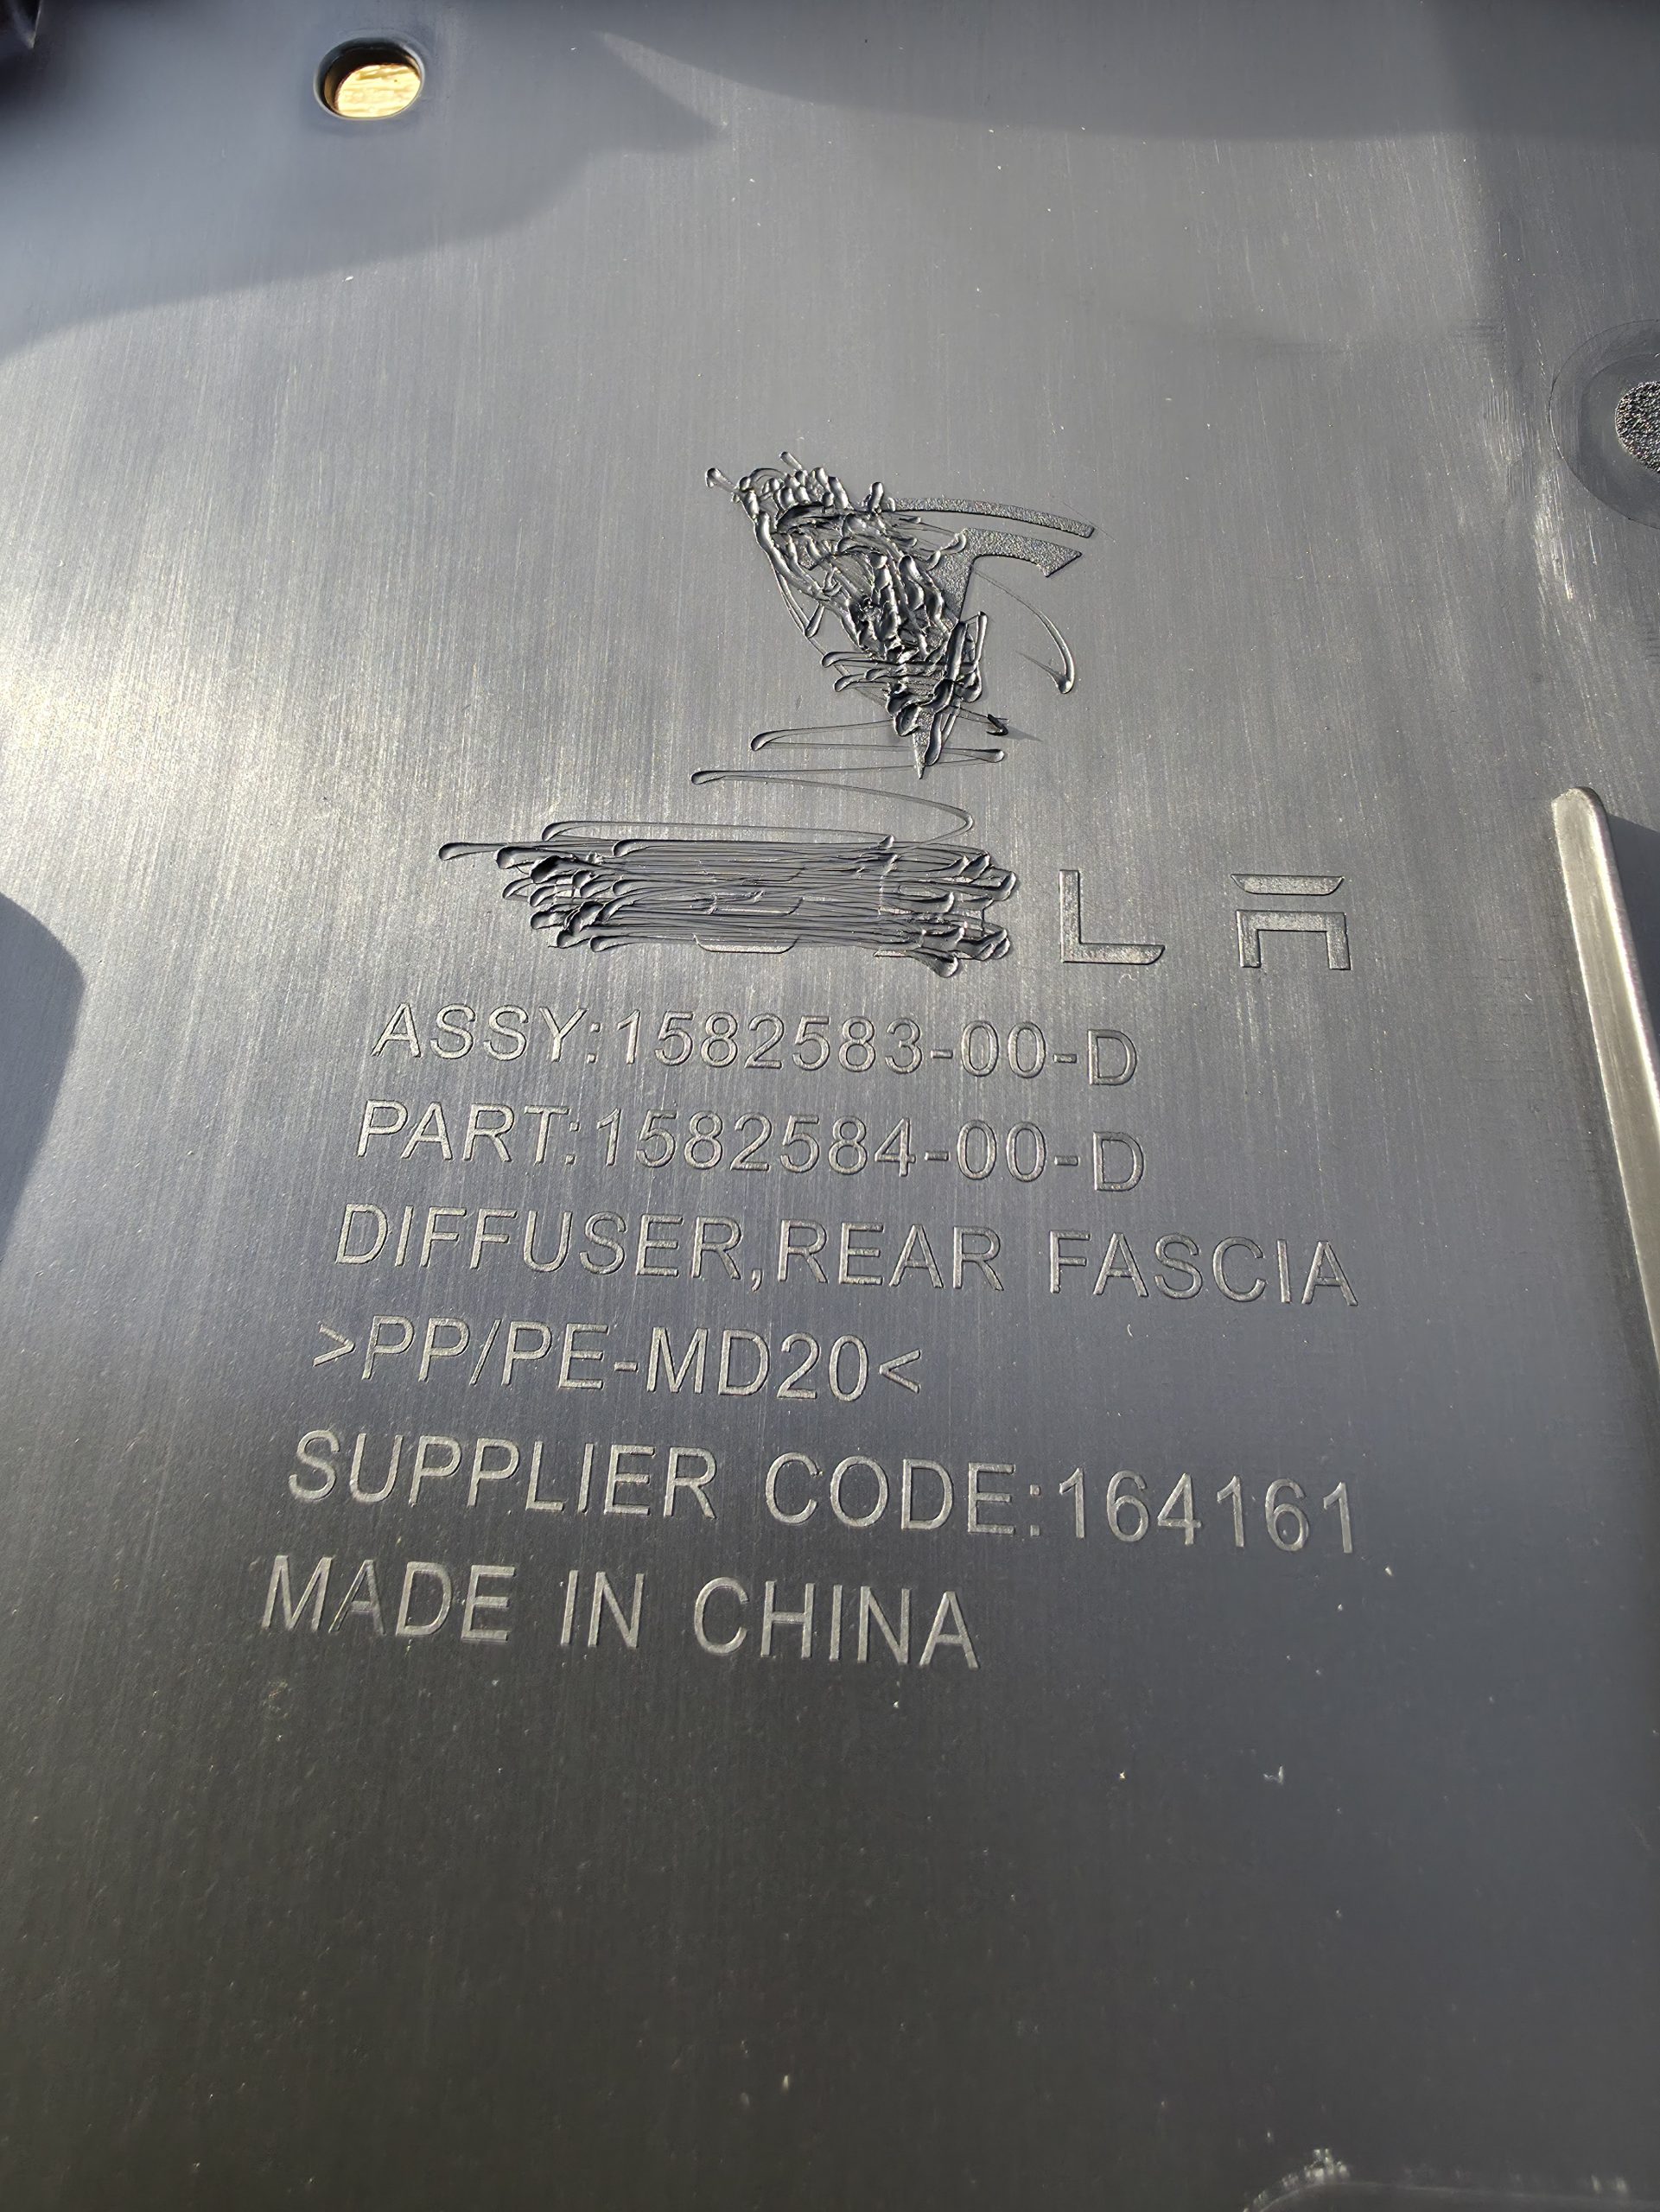 L A
ASSY:1582583-00-D
PART:1582584-00-D
DIFFUSER,REAR FASCIA
>PP/PE-MD20<
SUPPLIER CODE:164161
MADE IN CHINA